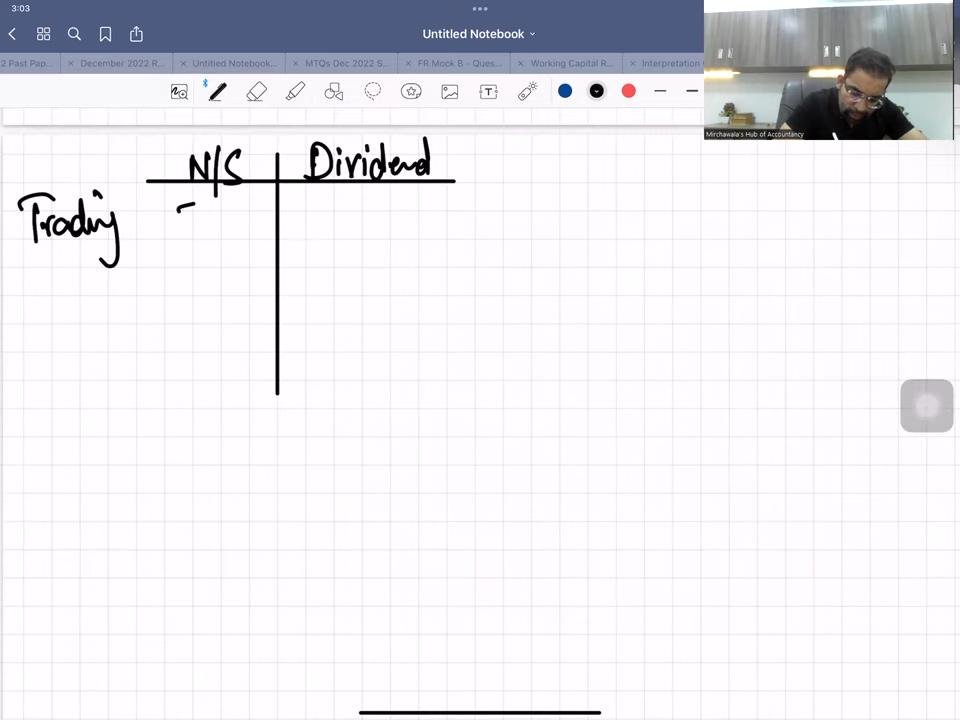 3:03
Untitled Notebook
2 Past Pap...
December 2022 R...
Untitled Notebook...
MTQs Dec 2022 S...
FR Mock B - Ques...
Working Capital R...
Interpretation
Mirchawala's Hub of Accountancy
N/S Dividend
Trading